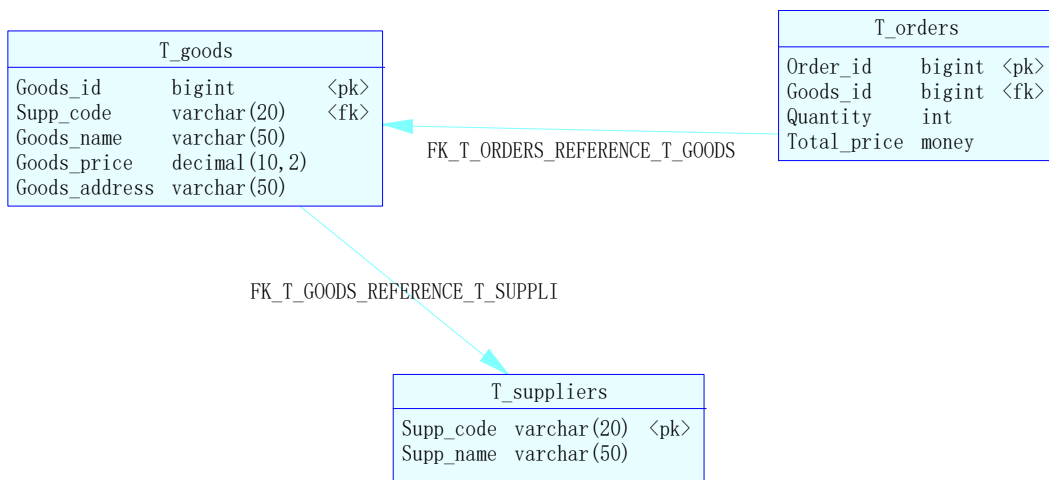 T_goods
Goods_id bigint <pk>
Supp_code varchar(20) <fk>
Goods_name varchar(50)
Goods_price decimal(10,2)
Goods_address varchar(50)
T_orders
Order_id bigint <pk>
Goods_id bigint <fk>
Quantity int
Total_price money
FK_T_ORDERS_REFERENCE_T_GOODS
FK_T_GOODS_REFERENCE_T_SUPPLI
T_suppliers
Supp_code varchar(20) <pk>
Supp_name varchar(50)